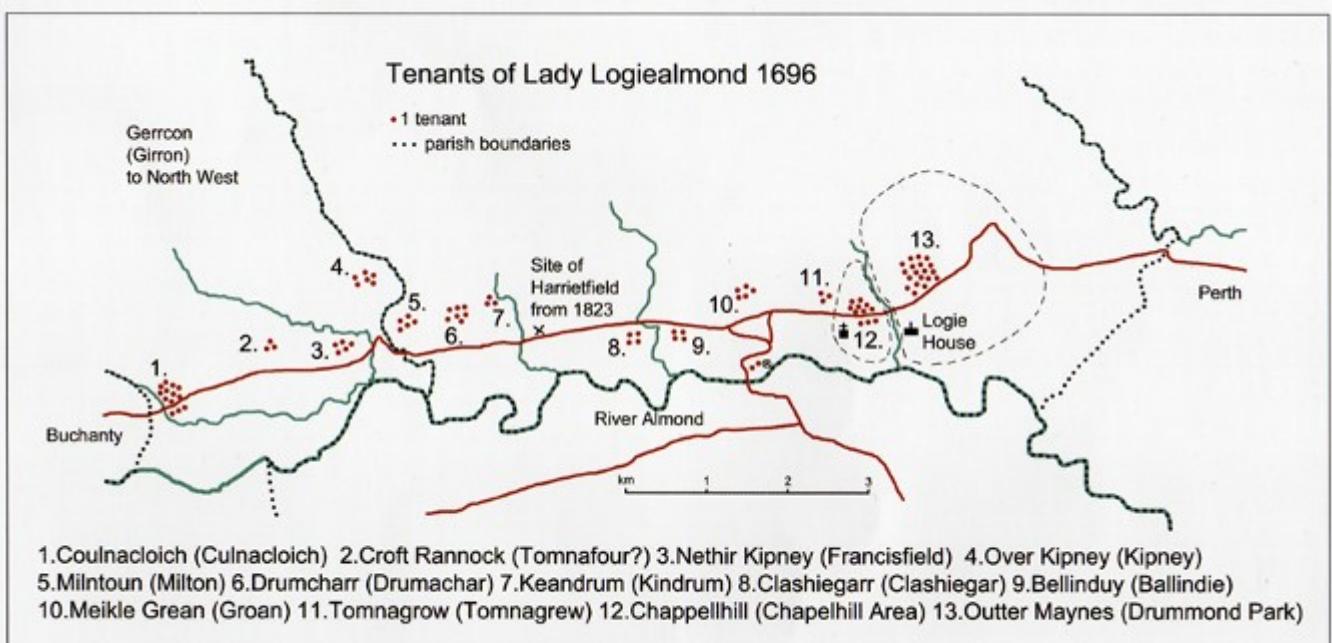 Tenants of Lady Logiealmond 1696
1 tenant
parish boundaries
Gerrcon
(Girron)
to North West
4.
5.
Site of
Harrietfield
from 1823
13.
Perth
10.
11.
7.
6.
2.
3.
8.
9.
12.
Logie
House
1.
Buchanty
River Almond
km
1
2
3
1.Coulnacloich (Culnacloich) 2.Croft Rannock (Tomnafour?) 3.Nethir Kipney (Francisfield) 4.Over Kipney (Kipney)
5.Milntoun (Milton) 6.Drumcharr (Drumachar) 7.Keandrum (Kindrum) 8.Clashiegarr (Clashiegar) 9.Bellinduy (Ballindie)
10.Meikle Grean (Groan) 11.Tomnagrow (Tomnagrew) 12.Chappellhill (Chapelhill Area) 13.Outter Maynes (Drummond Park)